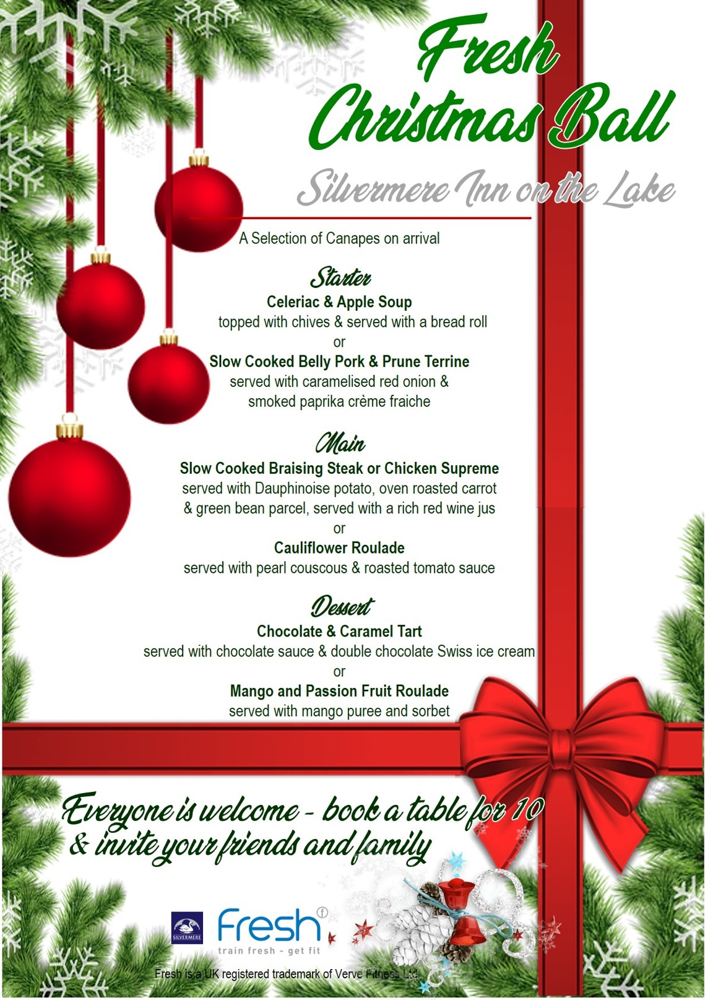 Fresh
Christmas Ball
Silvermere Inn on the Lake
A Selection of Canapes on arrival
Starter
Celeriac & Apple Soup
topped with chives & served with a bread roll
or
Slow Cooked Belly Pork & Prune Terrine
served with caramelised red onion &
smoked paprika crème fraiche
Main
Slow Cooked Braising Steak or Chicken Supreme
served with Dauphinoise potato, oven roasted carrot
& green bean parcel, served with a rich red wine jus
or
Cauliflower Roulade
served with pearl couscous & roasted tomato sauce
Dessert
Chocolate & Caramel Tart
served with chocolate sauce & double chocolate Swiss ice cream
or
Mango and Passion Fruit Roulade
served with mango puree and sorbet
Everyone is welcome - book a table for 10
& invite your friends and family
SILVERMERE
fresh f
train fresh - get fit
Fresh is a UK registered trademark of Verve Fitness Ltd